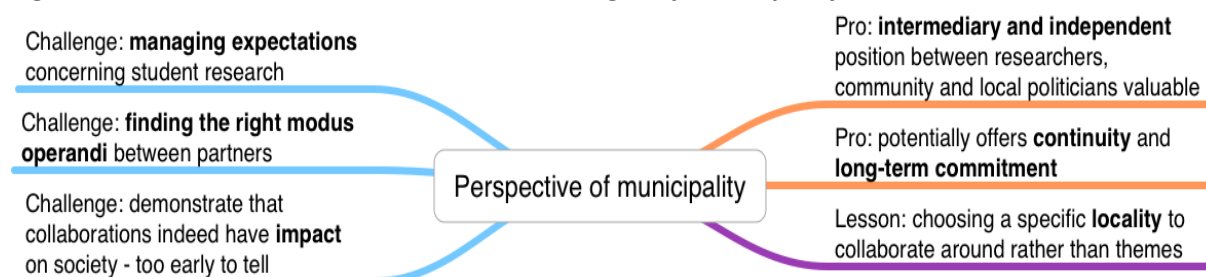 Challenge: managing expectations
concerning student research
Challenge: finding the right modus
operandi between partners
Challenge: demonstrate that
collaborations indeed have impact
on society - too early to tell
Perspective of municipality
Pro: intermediary and independent
position between researchers,
community and local politicians valuable
Pro: potentially offers continuity and
long-term commitment
Lesson: choosing a specific locality to
collaborate around rather than themes